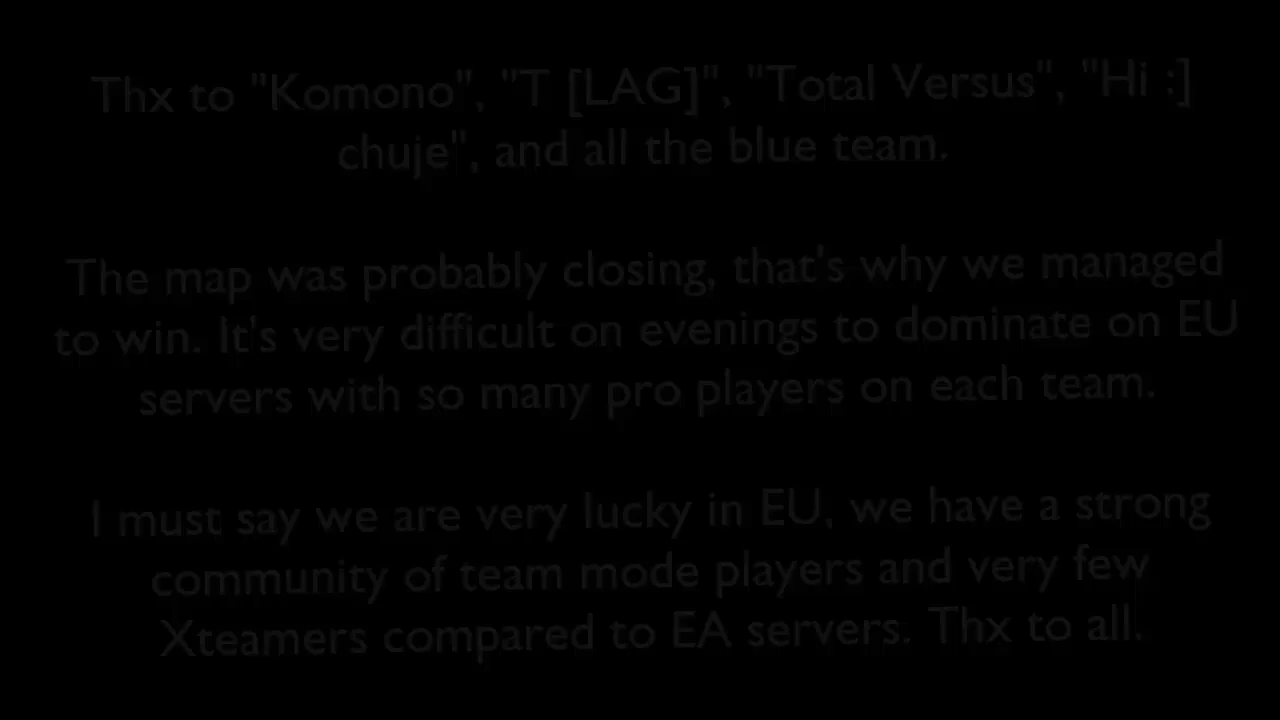 Thx to "Komono", "T [LAG]", "Total Versus", "Hi :]
chuje", and all the blue team.
The map was probably closing, that's why we managed
to win. It's very difficult on evenings to dominate on EU
servers with so many pro players on each team.
I must say we are very lucky in EU, we have a strong
community of team mode players and very few
Xteamers compared to EA servers. Thx to all.